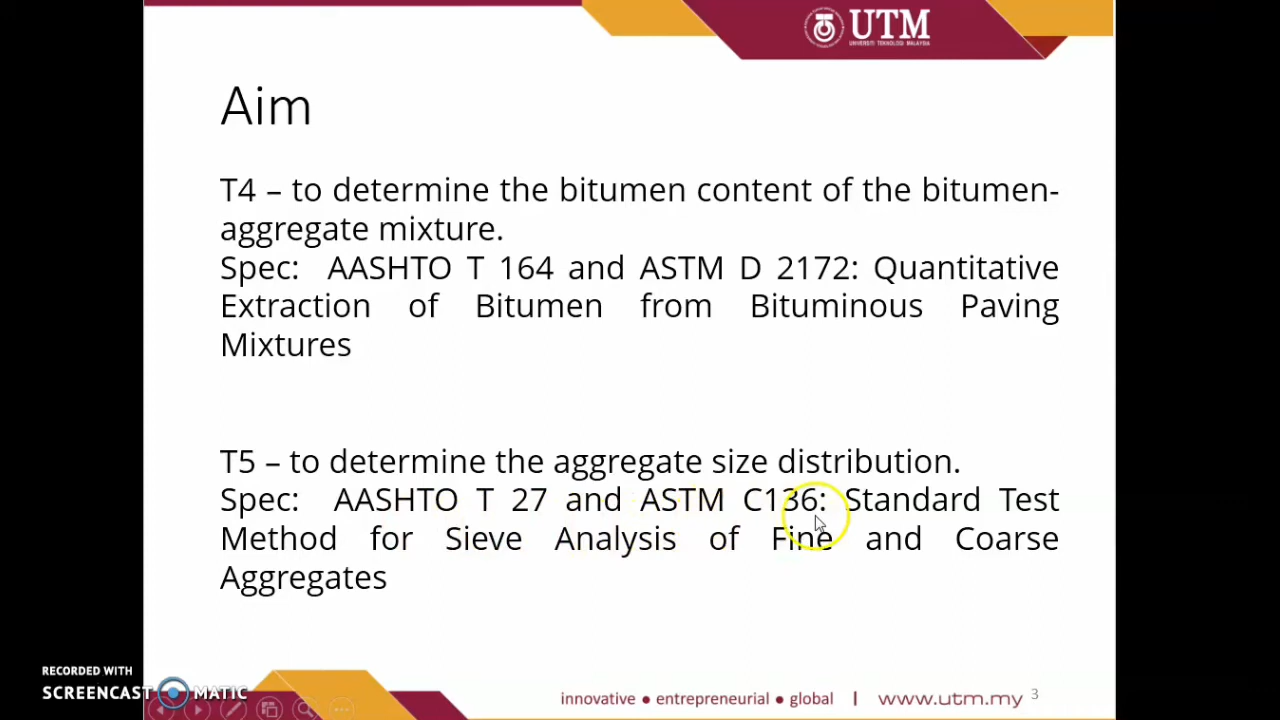 UTM
UNIVERSITI TEKNOLOGI MALAYSIA
Aim
T4 – to determine the bitumen content of the bitumen-
aggregate mixture.
Spec: AASHTO T 164 and ASTM D 2172: Quantitative
Extraction of Bitumen from Bituminous Paving
Mixtures
T5 – to determine the aggregate size distribution.
Spec: AASHTO T 27 and ASTM C136: Standard Test
Method for Sieve Analysis of Fine and Coarse
Aggregates
RECORDED WITH
SCREENCAST MATIC
innovative ● entrepreneurial ● global | www.utm.my 3